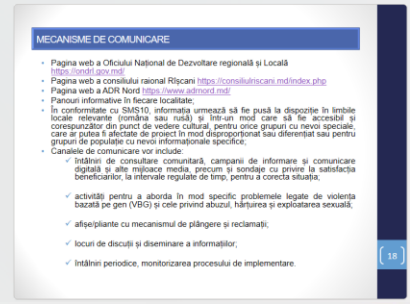 MECANISME DE COMUNICARE
• Pagina web a Oficiului Național de Dezvoltare regională și Locală
https://ondrl.gov.md/
• Pagina web a consiliului raional Rîșcani https://consiliulriscani.md/index.php
• Pagina web a ADR Nord https://www.adrnord.md/
• Panouri informative în fiecare localitate;
• În conformitate cu SMS10, informația urmează să fie pusă la dispoziție în limbile
locale relevante (româna sau rusă) și într-un mod care să fie accesibil și
corespunzător din punct de vedere cultural, pentru orice grupuri cu nevoi speciale,
care ar putea fi afectate de proiect în mod disproporționat sau diferențiat sau pentru
grupuri de populație cu nevoi informaționale specifice;
• Canalele de comunicare vor include:
✓ întâlniri de consultare comunitară, campanii de informare și comunicare
digitală și alte mijloace media, precum și sondaje cu privire la satisfacția
beneficiarilor, la intervale regulate de timp, pentru a corecta situația;
✓ activități pentru a aborda în mod specific problemele legate de violența
bazată pe gen (VBG) și cele privind abuzul, hărțuirea și exploatarea sexuală;
✓ afișe/pliante cu mecanismul de plângere și reclamații;
✓ locuri de discuții și diseminare a informațiilor;
✓ întâlniri periodice, monitorizarea procesului de implementare.
18